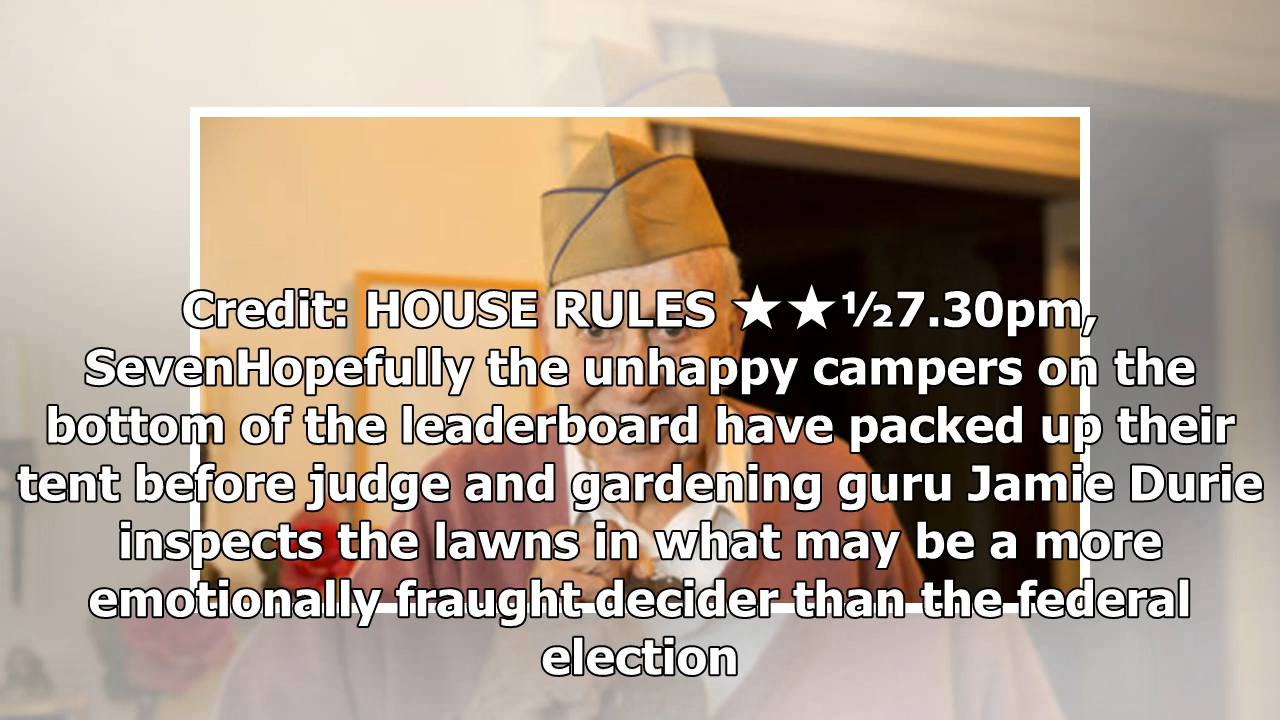 Credit: HOUSE RULES ★★½7.30pm,
SevenHopefully the unhappy campers on the
bottom of the leaderboard have packed up their
tent before judge and gardening guru Jamie Durie
inspects the lawns in what may be a more
emotionally fraught decider than the federal
election